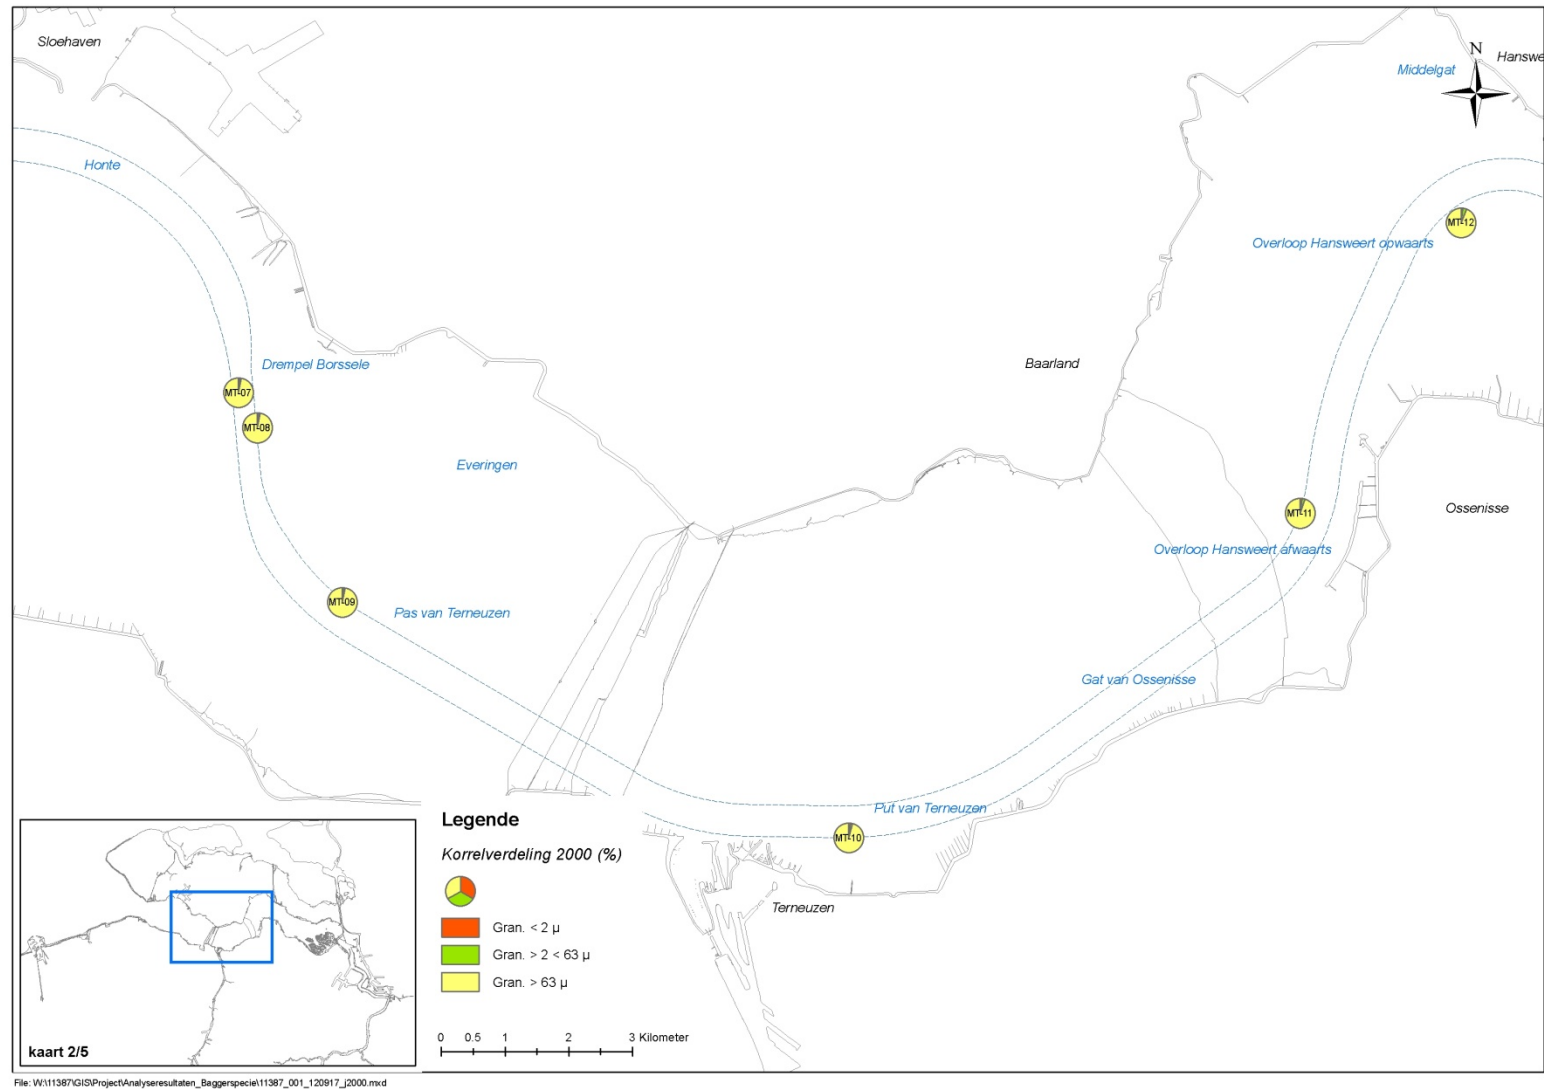 Sloehaven
N
Hanswe
Middelgat
Honte
MT-12
Overloop Hansweert opwaarts
Drempel Borssele
Baarland
MT-07
MT-08
Everingen
Ossenisse
MT-11
Overloop Hansweert afwaarts
MT-09
Pas van Terneuzen
Gat van Ossenisse
Put van Terneuzen
MT-10
Terneuzen
Legende
Korrelverdeling 2000 (%)
Gran. < 2 µ
Gran. > 2 < 63 µ
Gran. > 63 µ
0 0.5 1 2 3 Kilometer
kaart 2/5
File: W:\11387\GIS\Project\Analyseresultaten_Baggerspecie\11387_001_120917_j2000.mxd